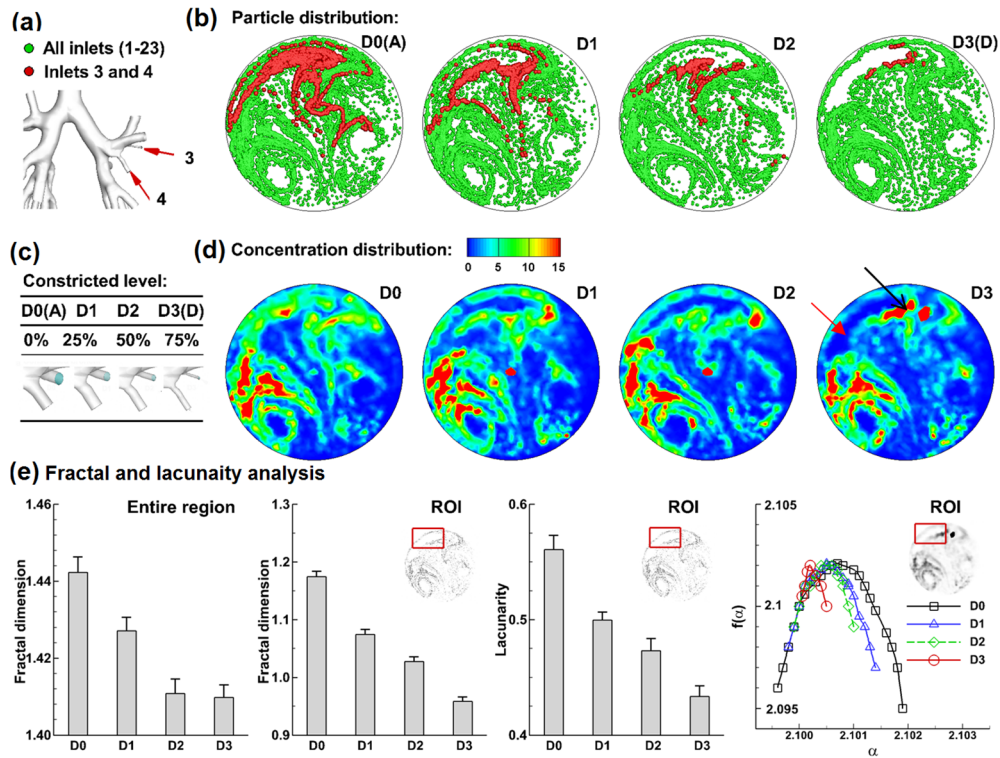 (a)
All inlets (1-23)
Inlets 3 and 4
3
4
(b) Particle distribution:
D0(A) D1 D2 D3(D)
(c)
Constricted level:
D0(A) D1 D2 D3(D)
0% 25% 50% 75%
(d) Concentration distribution:
0 5 10 15
D0 D1 D2 D3
(e) Fractal and lacunaity analysis
Entire region
Fractal dimension
1.46
1.44
1.42
1.40
D0 D1 D2 D3
ROI
Fractal dimension
1.3
1.2
1.1
1.0
0.9
D0 D1 D2 D3
ROI
Lacunarity
0.6
0.5
0.4
D0 D1 D2 D3
ROI
f(α)
2.105
2.1
2.095
D0
D1
D2
D3
2.100 2.101 2.102 2.103
α